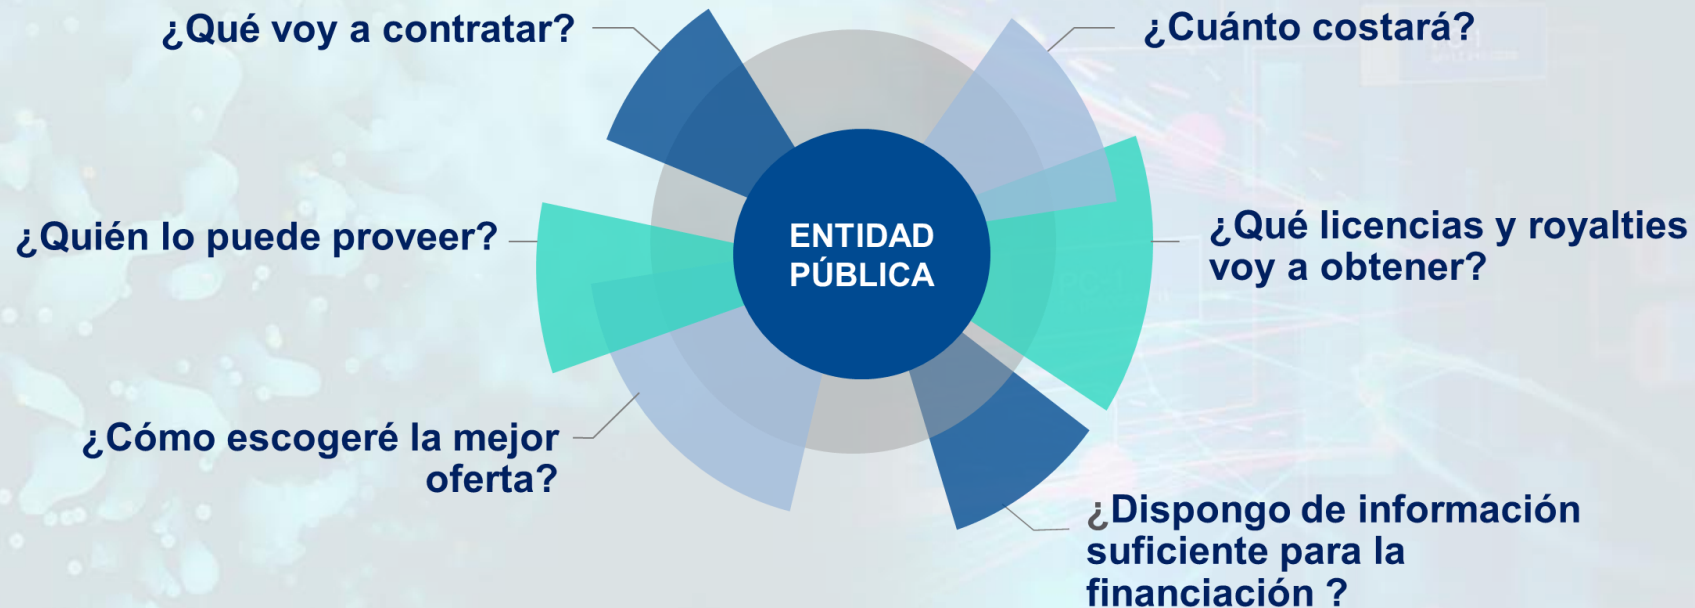 ¿Qué voy a contratar?
¿Cuánto costará?
¿Quién lo puede proveer?
ENTIDAD
PÚBLICA
¿Qué licencias y royalties
voy a obtener?
¿Cómo escogeré la mejor
oferta?
¿Dispongo de información
suficiente para la
financiación ?